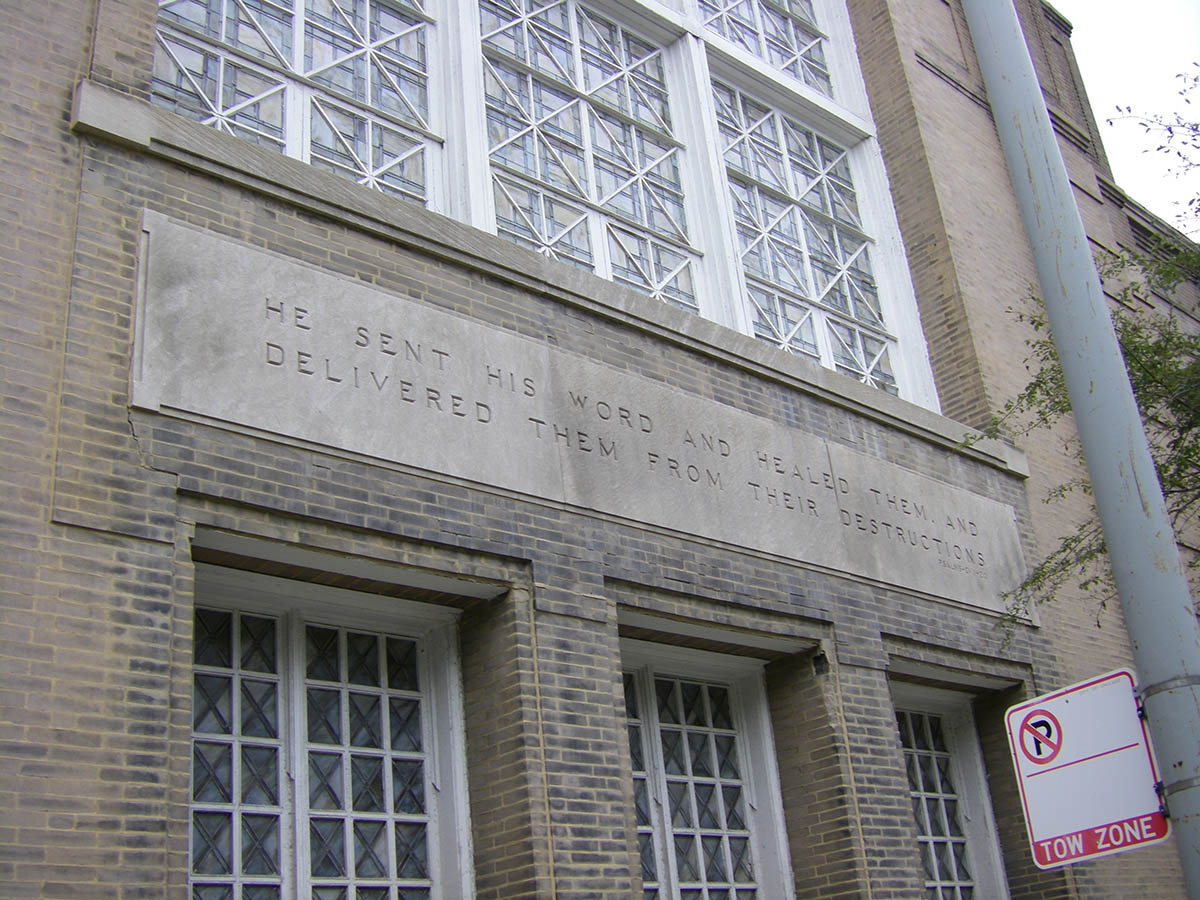 HE SENT HIS WORD AND HEALED THEM, AND
DELIVERED THEM FROM THEIR DESTRUCTIONS
P
TOW ZONE